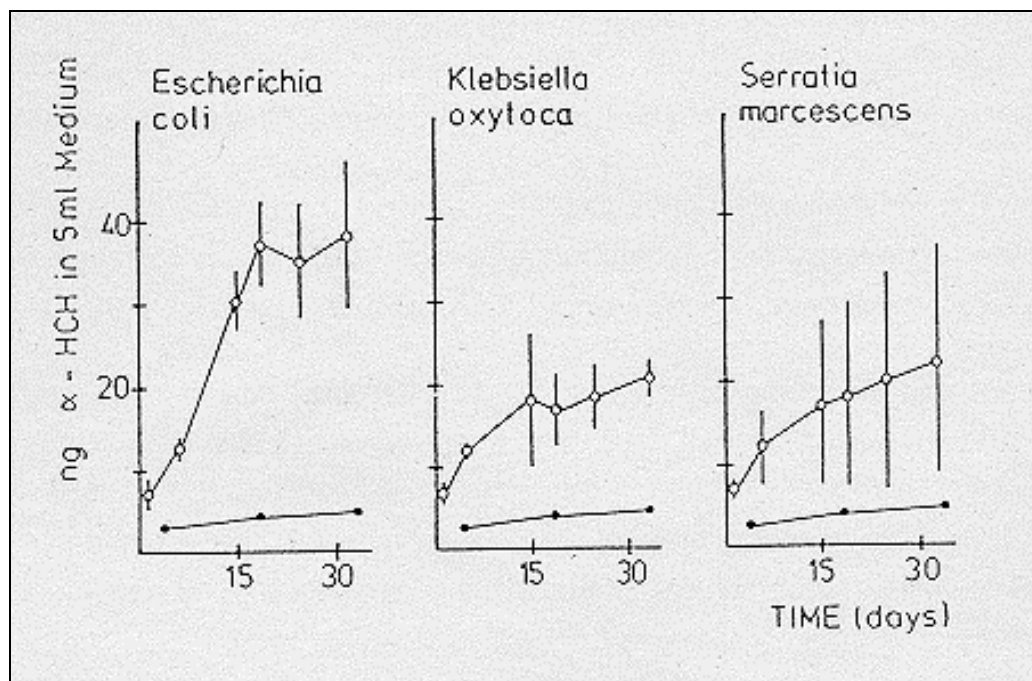 ng α - HCH in 5ml Medium
Escherichia
coli
Klebsiella
oxytoca
Serratia
marcescens
40
20
15 30
15 30
15 30
TIME (days)